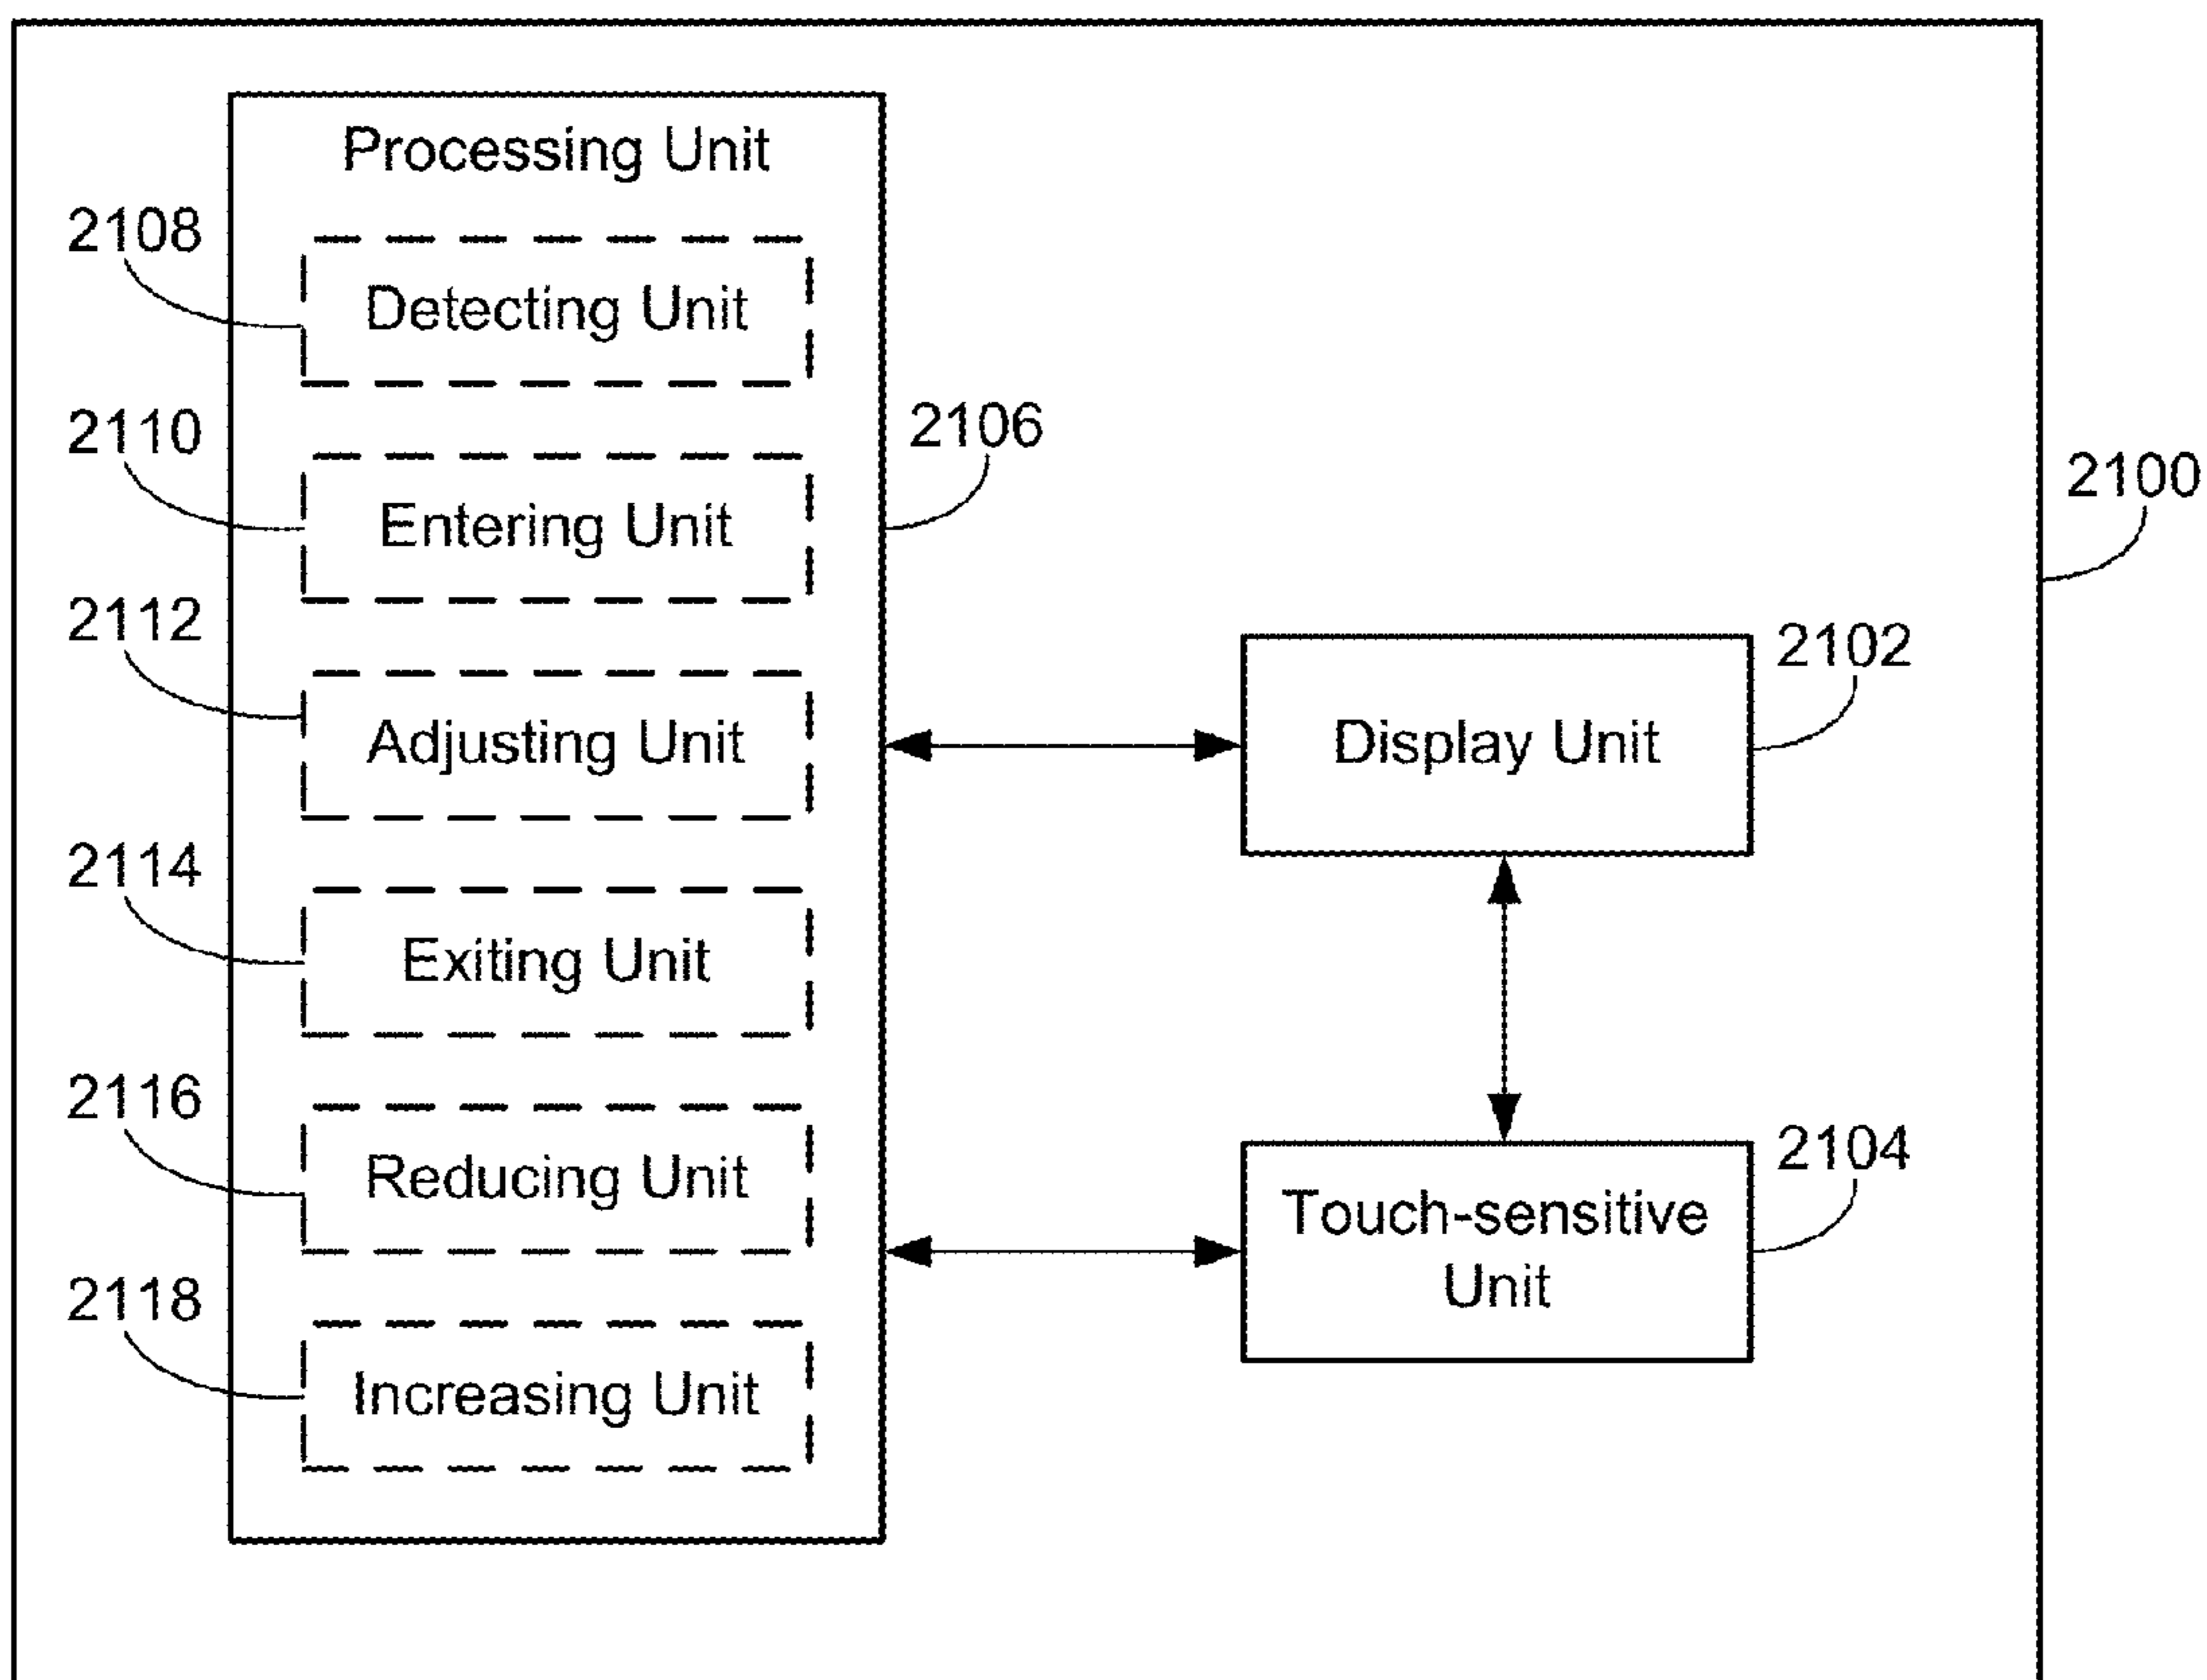 Processing Unit
2108
Detecting Unit
2110
2106
Entering Unit
2100
2112
2102
Adjusting Unit
Display Unit
2114
Exiting Unit
2116
2104
Reducing Unit
Touch-sensitive
Unit
2118
Increasing Unit